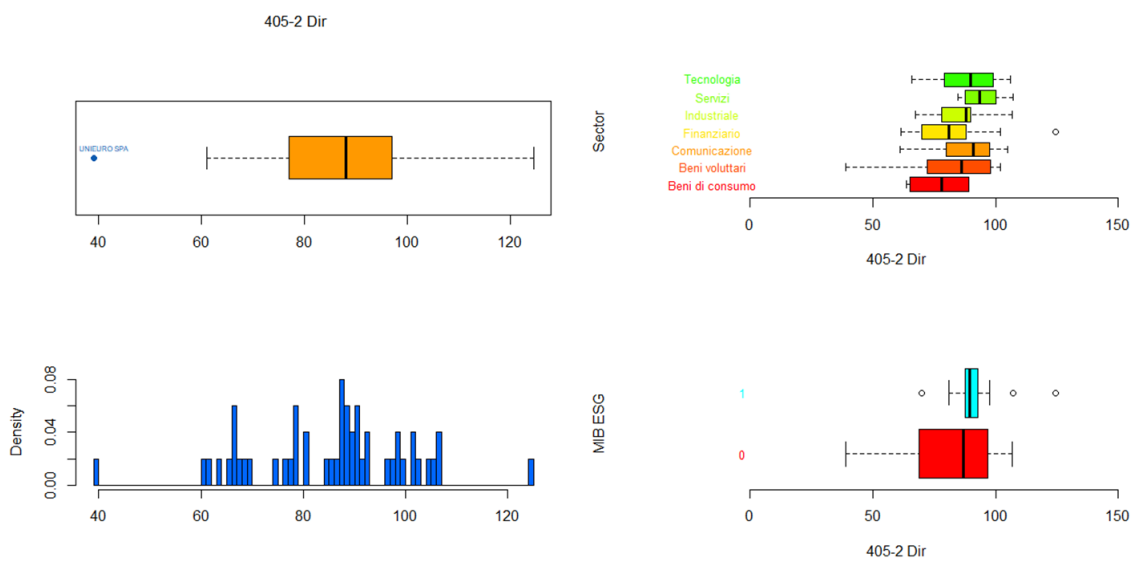 405-2 Dir
UNIEURO SPA
40 60 80 100 120
Sector
Tecnologia
Servizi
Industriale
Finanziario
Comunicazione
Beni voluttari
Beni di consumo
0 50 100 150
405-2 Dir
Density
0.00 0.04 0.08
40 60 80 100 120
MIB ESG
1
0
0 50 100 150
405-2 Dir